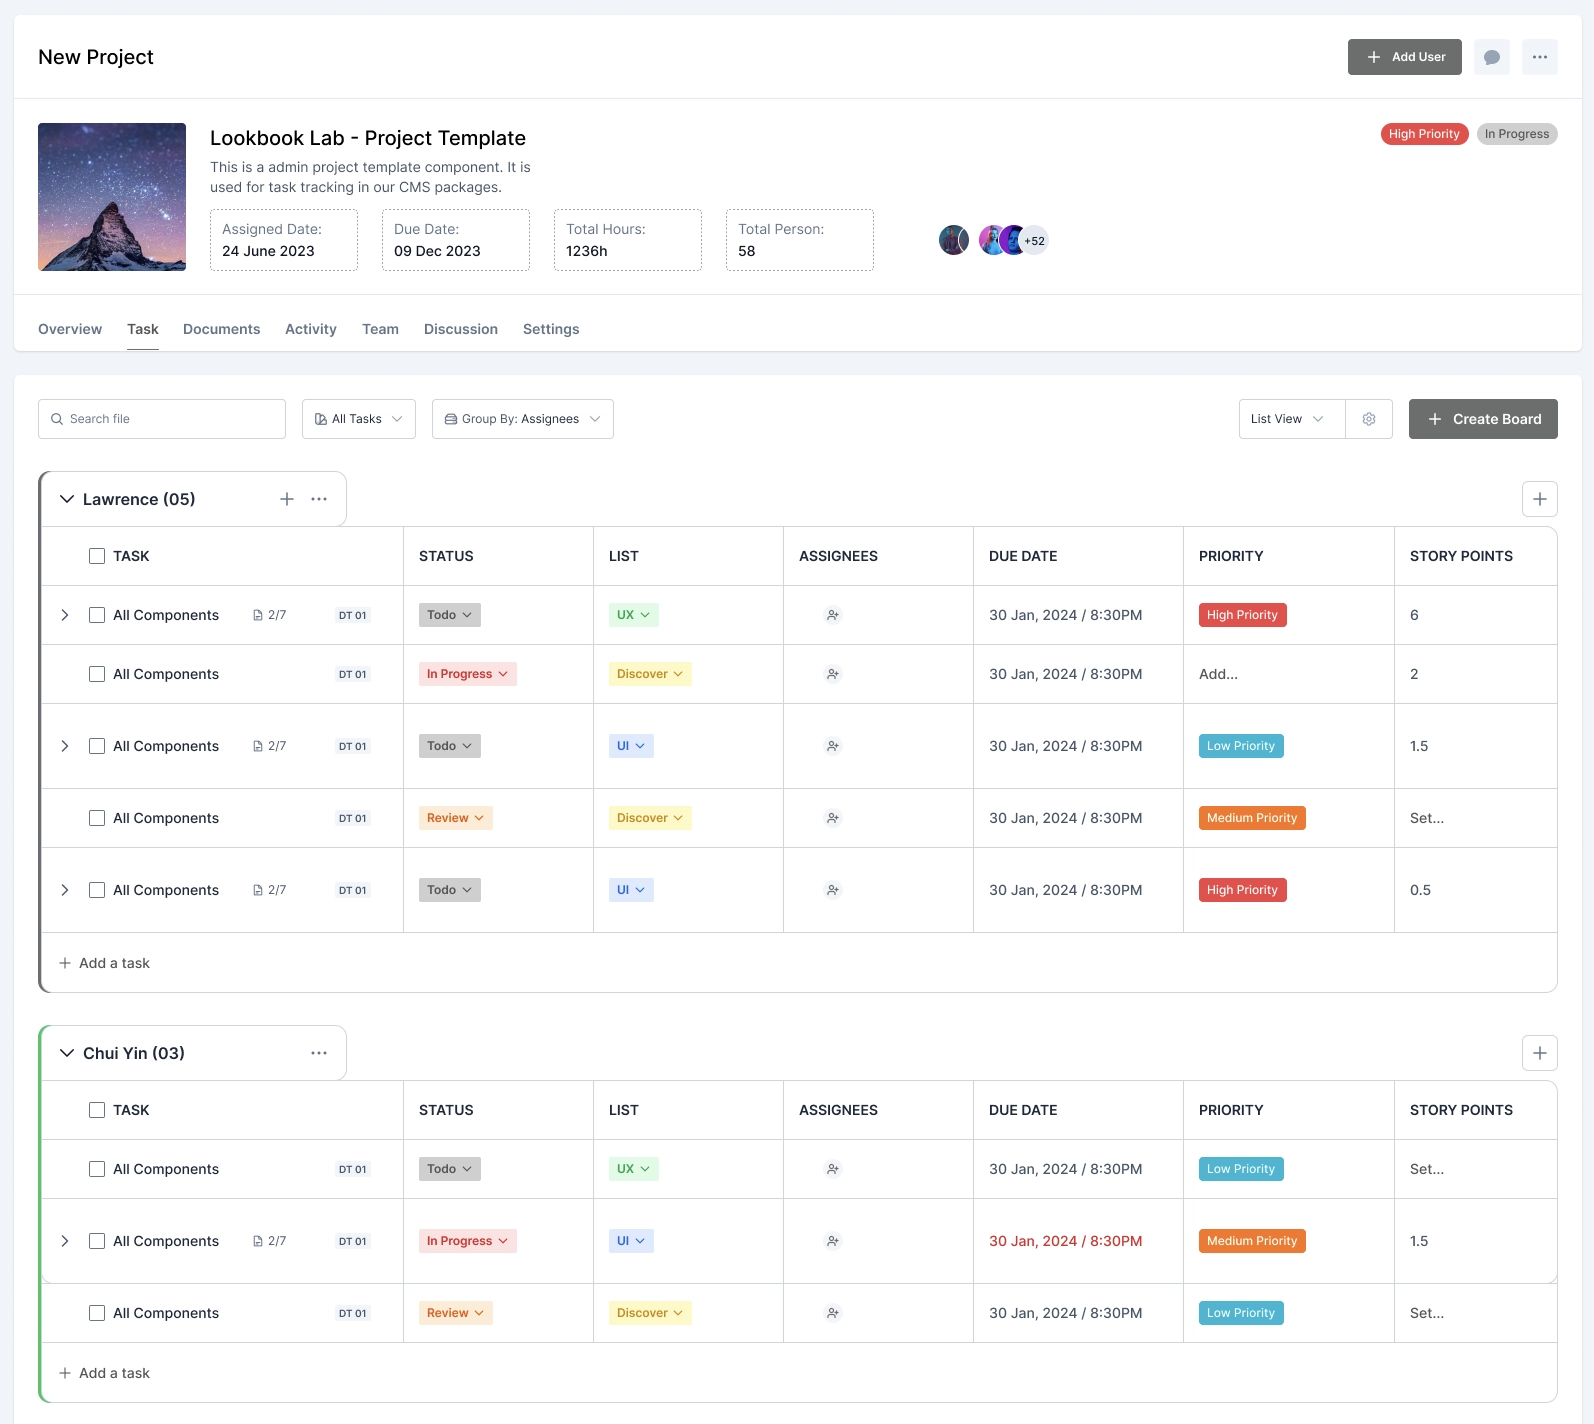 New Project
Add User
Lookbook Lab - Project Template
High Priority
In Progress
This is a admin project template component. It is
used for task tracking in our CMS packages.
Assigned Date:
24 June 2023
Due Date:
09 Dec 2023
Total Hours:
1236h
Total Person:
58
+52
Overview Task Documents Activity Team Discussion Settings
Search file
All Tasks
Group By: Assignees
List View
Create Board
Lawrence (05)
TASK STATUS LIST ASSIGNEES DUE DATE PRIORITY STORY POINTS
All Components 2/7 DT 01 Todo UX 30 Jan, 2024 / 8:30PM High Priority 6
All Components DT 01 In Progress Discover 30 Jan, 2024 / 8:30PM Add... 2
All Components 2/7 DT 01 Todo UI 30 Jan, 2024 / 8:30PM Low Priority 1.5
All Components DT 01 Review Discover 30 Jan, 2024 / 8:30PM Medium Priority Set...
All Components 2/7 DT 01 Todo UI 30 Jan, 2024 / 8:30PM High Priority 0.5
Add a task
Chui Yin (03)
TASK STATUS LIST ASSIGNEES DUE DATE PRIORITY STORY POINTS
All Components DT 01 Todo UX 30 Jan, 2024 / 8:30PM Low Priority Set...
All Components 2/7 DT 01 In Progress UI 30 Jan, 2024 / 8:30PM Medium Priority 1.5
All Components DT 01 Review Discover 30 Jan, 2024 / 8:30PM Low Priority Set...
Add a task